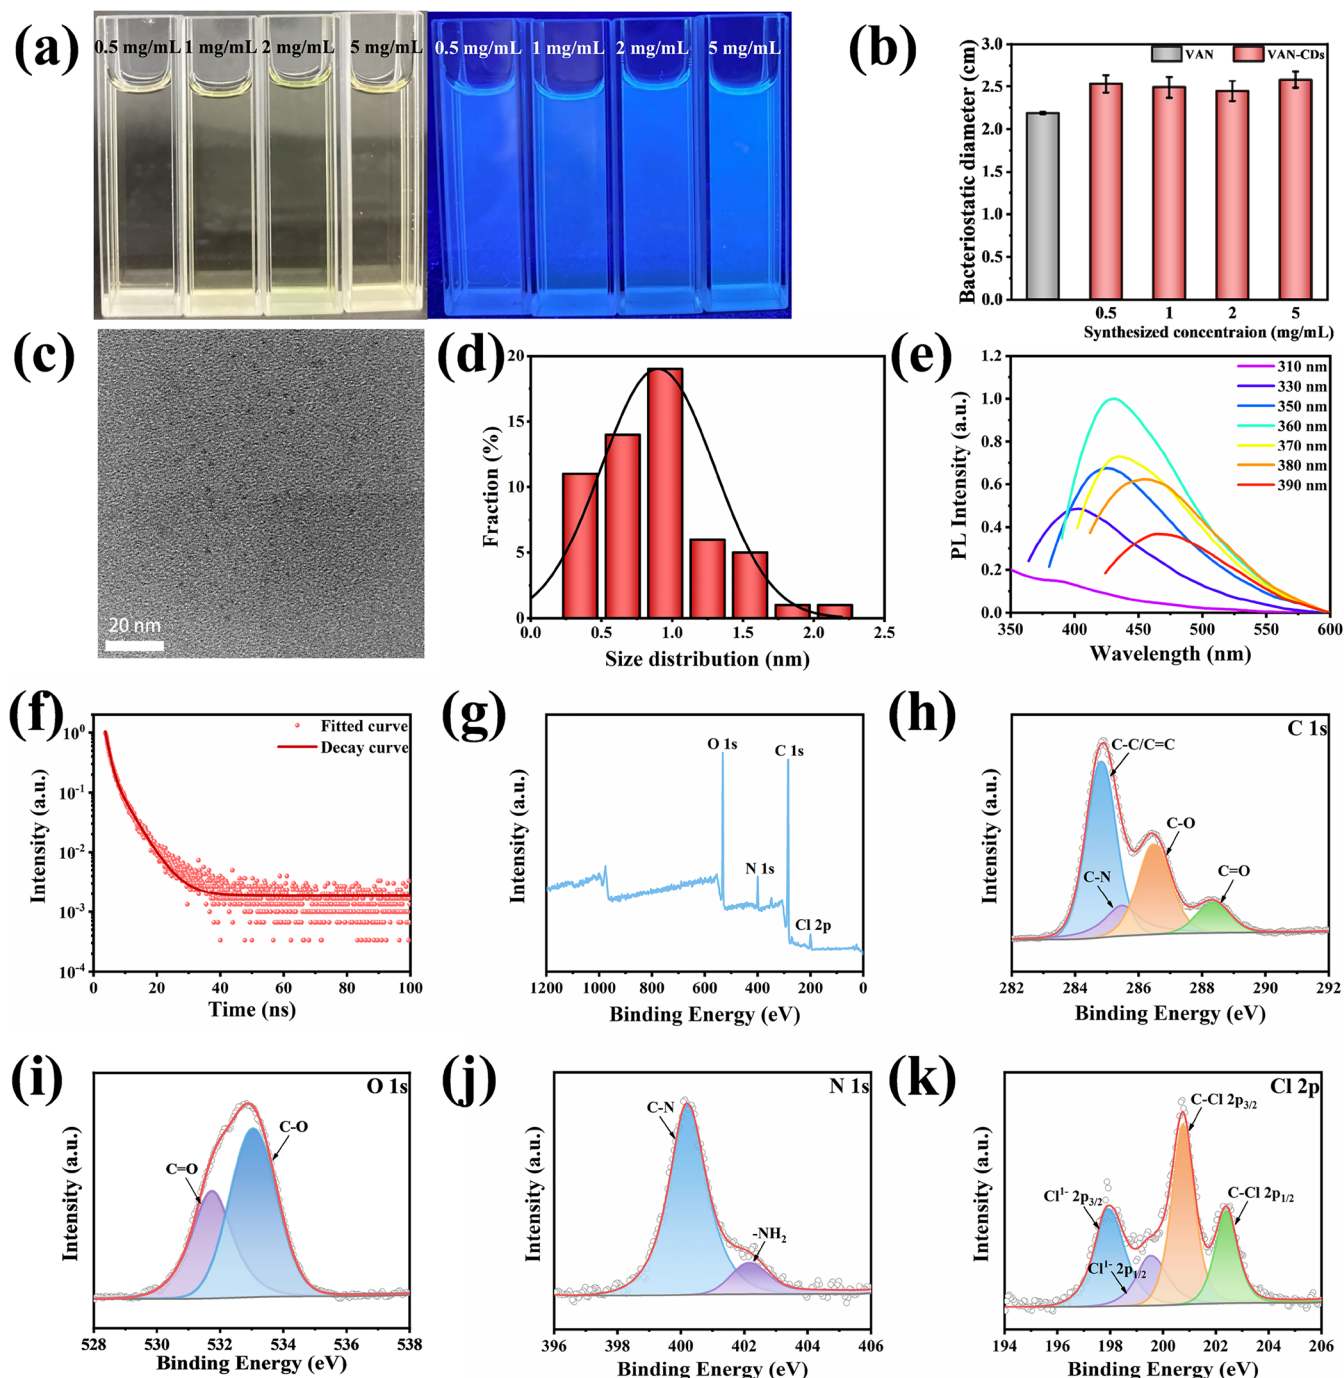 (a)
0.5 mg/mL 1 mg/mL 2 mg/mL 5 mg/mL
0.5 mg/mL 1 mg/mL 2 mg/mL 5 mg/mL
(b)
VAN VAN-CDs
Bacteriostatic diameter (cm)
3.0
2.5
2.0
1.5
1.0
0.5
0.0
0.5 1 2 5
Synthesized concentraion (mg/mL)
(c)
20 nm
(d)
Fraction (%)
20
15
10
5
0
0.0 0.5 1.0 1.5 2.0 2.5
Size distribution (nm)
(e)
PL Intensity (a.u.)
1.2
1.0
0.8
0.6
0.4
0.2
0.0
310 nm
330 nm
350 nm
360 nm
370 nm
380 nm
390 nm
350 400 450 500 550 600
Wavelength (nm)
(f)
Fitted curve
Decay curve
Intensity (a.u.)
10⁰
10⁻¹
10⁻²
10⁻³
10⁻⁴
0 20 40 60 80 100
Time (ns)
(g)
Intensity (a.u.)
O 1s
C 1s
N 1s
Cl 2p
1200 1000 800 600 400 200 0
Binding Energy (eV)
(h)
C 1s
Intensity (a.u.)
C-C/C=C
C-O
C-N
C=O
282 284 286 288 290 292
Binding Energy (eV)
(i)
O 1s
Intensity (a.u.)
C-O
C=O
528 530 532 534 536 538
Binding Energy (eV)
(j)
N 1s
Intensity (a.u.)
C-N
-NH₂
396 398 400 402 404 406
Binding Energy (eV)
(k)
Cl 2p
Intensity (a.u.)
C-Cl 2p₃/₂
Cl¹⁻ 2p₃/₂
C-Cl 2p₁/₂
Cl¹⁻ 2p₁/₂
194 196 198 200 202 204 206
Binding Energy (eV)